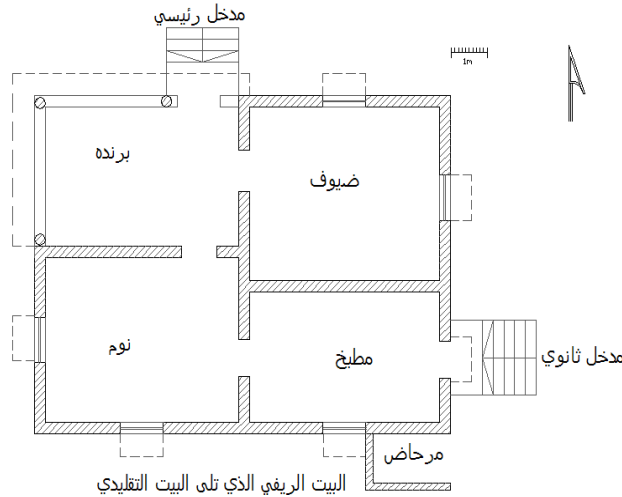 مدخل رئيسي
1m
برنده
ضيوف
نوم
مطبخ
مدخل ثانوي
مرحاض
البيت الريفي الذي تلى البيت التقليدي